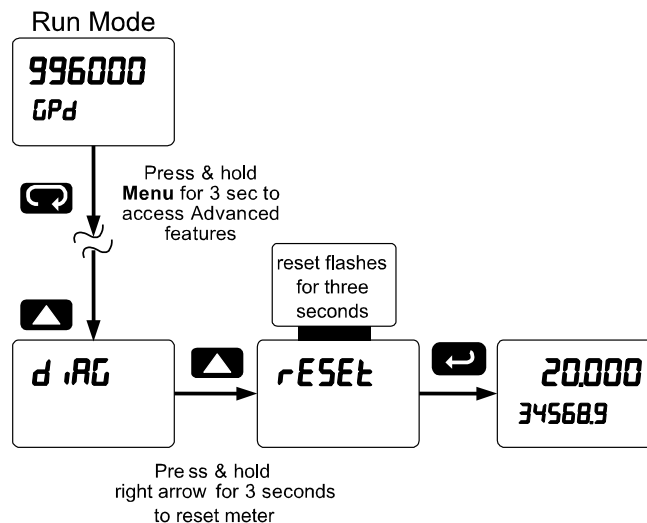 Run Mode
996000
GPd
Press & hold
Menu for 3 sec to
access Advanced
features
reset flashes
for three
seconds
diAG
rESEt
20.000
34568.9
Press & hold
right arrow for 3 seconds
to reset meter